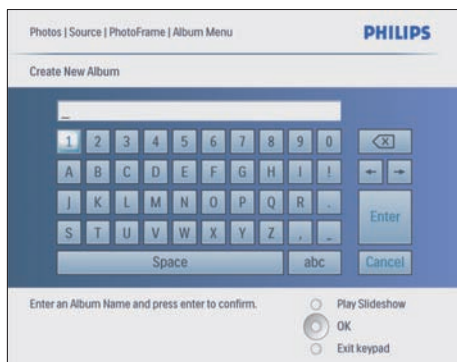 Photos | Source | PhotoFrame | Album Menu PHILIPS
Create New Album
_
1 2 3 4 5 6 7 8 9 0
A B C D E F G H I !
J K L M N O P Q R .
Enter
S T U V W X Y Z , _
Space abc Cancel
Enter an Album Name and press enter to confirm. Play Slideshow
OK
Exit keypad